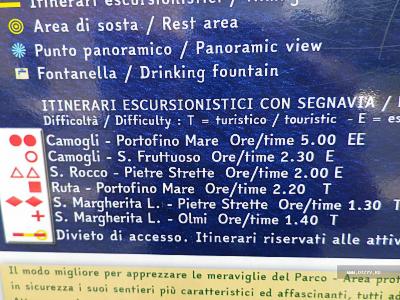 Itinerari escursionistici /
Area di sosta / Rest area
Punto panoramico / Panoramic view
Fontanella / Drinking fountain
ITINERARI ESCURSIONISTICI CON SEGNAVIA /
Difficoltà / Difficulty : T = turistico / touristic - E = es
Camogli - Portofino Mare Ore/time 5.00 EE
Camogli - S. Fruttuoso Ore/time 2.30 E
S. Rocco - Pietre Strette Ore/time 2.00 E
Ruta - Portofino Mare Ore/time 2.20 T
S. Margherita L. - Pietre Strette Ore/time 1.30 T
S. Margherita L. - Olmi Ore/time 1.40 T
Divieto di accesso. Itinerari riservati alle attiv
Il modo migliore per apprezzare le meraviglie del Parco - Area prot
in sicurezza i suoi sentieri più caratteristici ed affascinanti, tutti ad